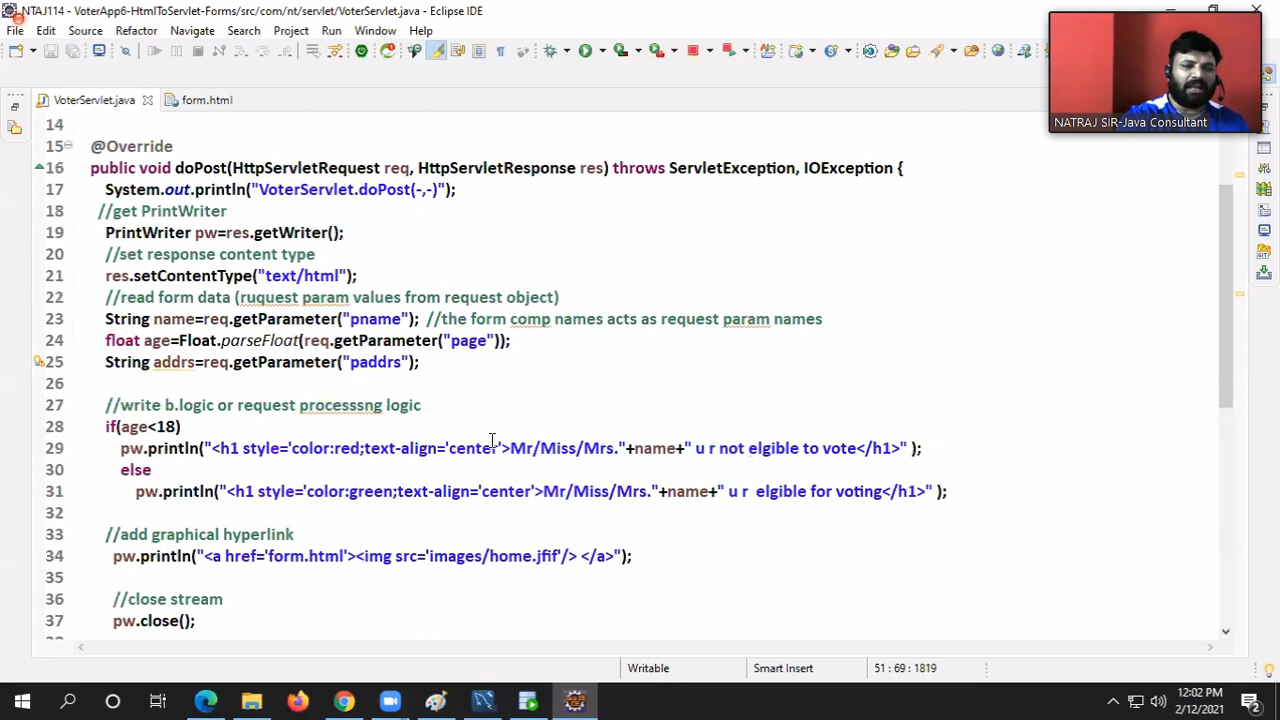 NTAJ114 - VoterApp6-HtmlToServlet-Forms/src/com/nt/servlet/VoterServlet.java - Eclipse IDE
File Edit Source Refactor Navigate Search Project Run Window Help
VoterServlet.java form.html
NATRAJ SIR-Java Consultant
14
15 @Override
16 public void doPost(HttpServletRequest req, HttpServletResponse res) throws ServletException, IOException {
17 System.out.println("VoterServlet.doPost(-,-)");
18 //get PrintWriter
19 PrintWriter pw=res.getWriter();
20 //set response content type
21 res.setContentType("text/html");
22 //read form data (ruquest param values from request object)
23 String name=req.getParameter("pname"); //the form comp names acts as request param names
24 float age=Float.parseFloat(req.getParameter("page"));
25 String addrs=req.getParameter("paddrs");
26
27 //write b.logic or request processsng logic
28 if(age<18)
29 pw.println("<h1 style='color:red;text-align='center'>Mr/Miss/Mrs."+name+" u r not elgible to vote</h1>" );
30 else
31 pw.println("<h1 style='color:green;text-align='center'>Mr/Miss/Mrs."+name+" u r  elgible for voting</h1>" );
32
33 //add graphical hyperlink
34 pw.println("<a href='form.html'><img src='images/home.jfif'/> </a>");
35
36 //close stream
37 pw.close();
Writable Smart Insert 51 : 69 : 1819
12:02 PM
2/12/2021
2